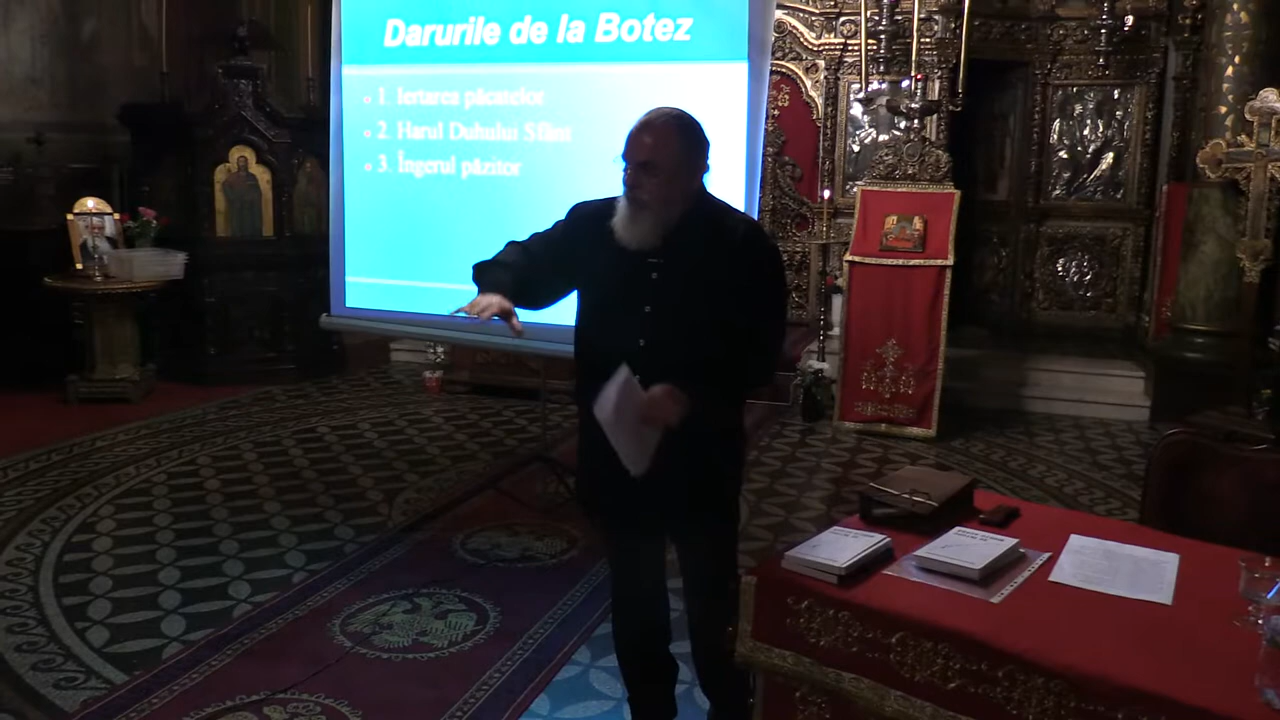 Darurile de la Botez
1. Iertarea păcatelor
2. Harul Duhului Sfânt
3. Îngerul păzitor